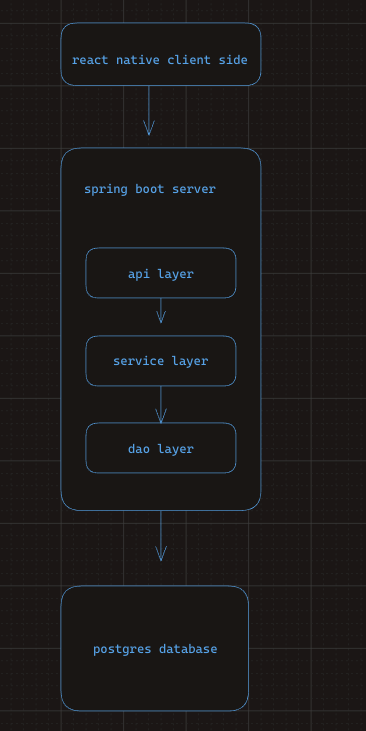 react native client side
spring boot server
api layer
service layer
dao layer
postgres database